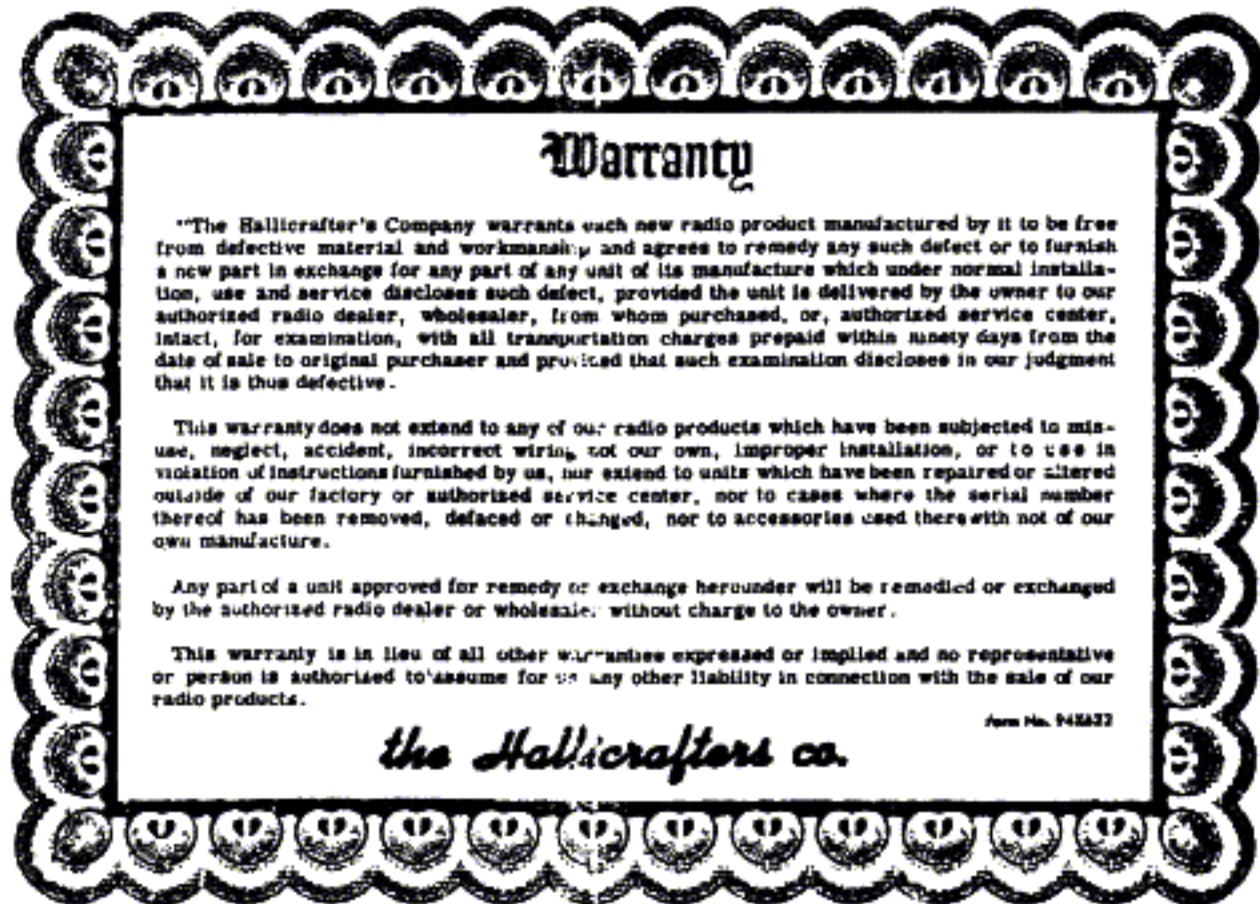 Warranty
"The Hallicrafter's Company warrants each new radio product manufactured by it to be free
from defective material and workmanship and agrees to remedy any such defect or to furnish
a new part in exchange for any part of any unit of its manufacture which under normal installa-
tion, use and service discloses such defect, provided the unit is delivered by the owner to our
authorized radio dealer, wholesaler, from whom purchased, or, authorized service center,
intact, for examination, with all transportation charges prepaid within ninety days from the
date of sale to original purchaser and provided that such examination discloses in our judgment
that it is thus defective.
This warranty does not extend to any of our radio products which have been subjected to mis-
use, neglect, accident, incorrect wiring not our own, improper installation, or to use in
violation of instructions furnished by us, nor extend to units which have been repaired or altered
outside of our factory or authorized service center, nor to cases where the serial number
thereof has been removed, defaced or changed, nor to accessories used therewith not of our
own manufacture.
Any part of a unit approved for remedy or exchange hereunder will be remedied or exchanged
by the authorized radio dealer or wholesaler without charge to the owner.
This warranty is in lieu of all other warranties expressed or implied and no representative
or person is authorized to assume for us any other liability in connection with the sale of our
radio products.
Form No.
the Hallicrafters co.